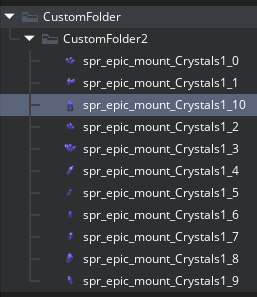 CustomFolder
CustomFolder2
spr_epic_mount_Crystals1_0
spr_epic_mount_Crystals1_1
spr_epic_mount_Crystals1_10
spr_epic_mount_Crystals1_2
spr_epic_mount_Crystals1_3
spr_epic_mount_Crystals1_4
spr_epic_mount_Crystals1_5
spr_epic_mount_Crystals1_6
spr_epic_mount_Crystals1_7
spr_epic_mount_Crystals1_8
spr_epic_mount_Crystals1_9